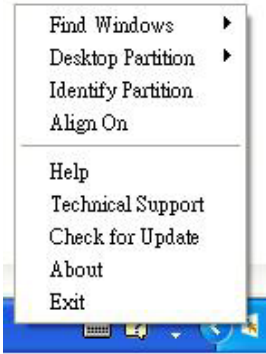 Find Windows
Desktop Partition
Identify Partition
Align On
Help
Technical Support
Check for Update
About
Exit